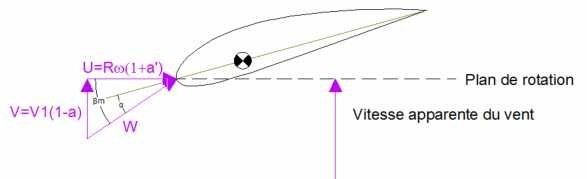 U=Rω(1+a')
Plan de rotation
βm
α
V=V1(1-a)
W
Vitesse apparente du vent